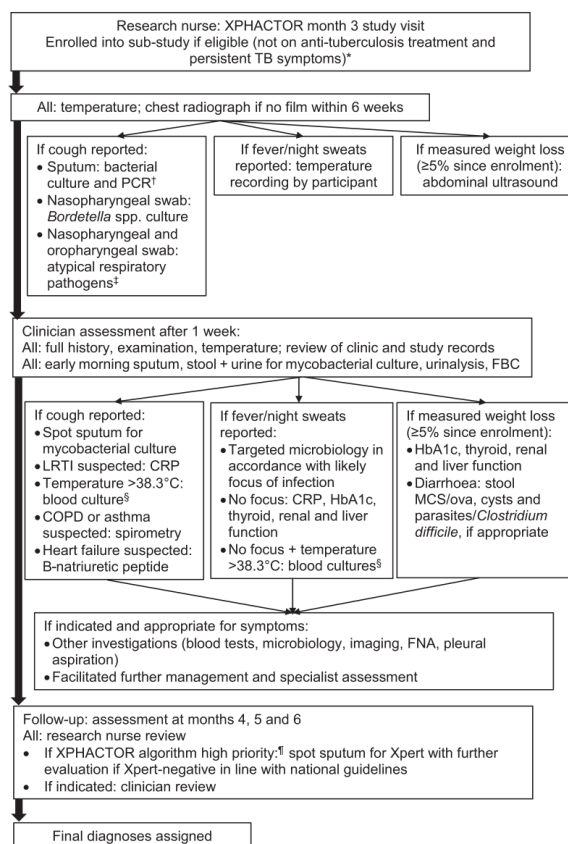 Research nurse: XPHACTOR month 3 study visit
Enrolled into sub-study if eligible (not on anti-tuberculosis treatment and
persistent TB symptoms)*
All: temperature; chest radiograph if no film within 6 weeks
If cough reported:
• Sputum: bacterial
culture and PCR†
• Nasopharyngeal swab:
Bordetella spp. culture
• Nasopharyngeal and
oropharyngeal swab:
atypical respiratory
pathogens‡
If fever/night sweats
reported: temperature
recording by participant
If measured weight loss
(≥5% since enrolment):
abdominal ultrasound
Clinician assessment after 1 week:
All: full history, examination, temperature; review of clinic and study records
All: early morning sputum, stool + urine for mycobacterial culture, urinalysis, FBC
If cough reported:
• Spot sputum for
mycobacterial culture
• LRTI suspected: CRP
• Temperature >38.3°C:
blood culture§
• COPD or asthma
suspected: spirometry
• Heart failure suspected:
B-natriuretic peptide
If fever/night sweats
reported:
• Targeted microbiology in
accordance with likely
focus of infection
• No focus: CRP, HbA1c,
thyroid, renal and liver
function
• No focus + temperature
>38.3°C: blood cultures§
If measured weight loss
(≥5% since enrolment):
• HbA1c, thyroid, renal
and liver function
• Diarrhoea: stool
MCS/ova, cysts and
parasites/Clostridium
difficile, if appropriate
If indicated and appropriate for symptoms:
• Other investigations (blood tests, microbiology, imaging, FNA, pleural
aspiration)
• Facilitated further management and specialist assessment
Follow-up: assessment at months 4, 5 and 6
All: research nurse review
• If XPHACTOR algorithm high priority:¶ spot sputum for Xpert with further
evaluation if Xpert-negative in line with national guidelines
• If indicated: clinician review
Final diagnoses assigned